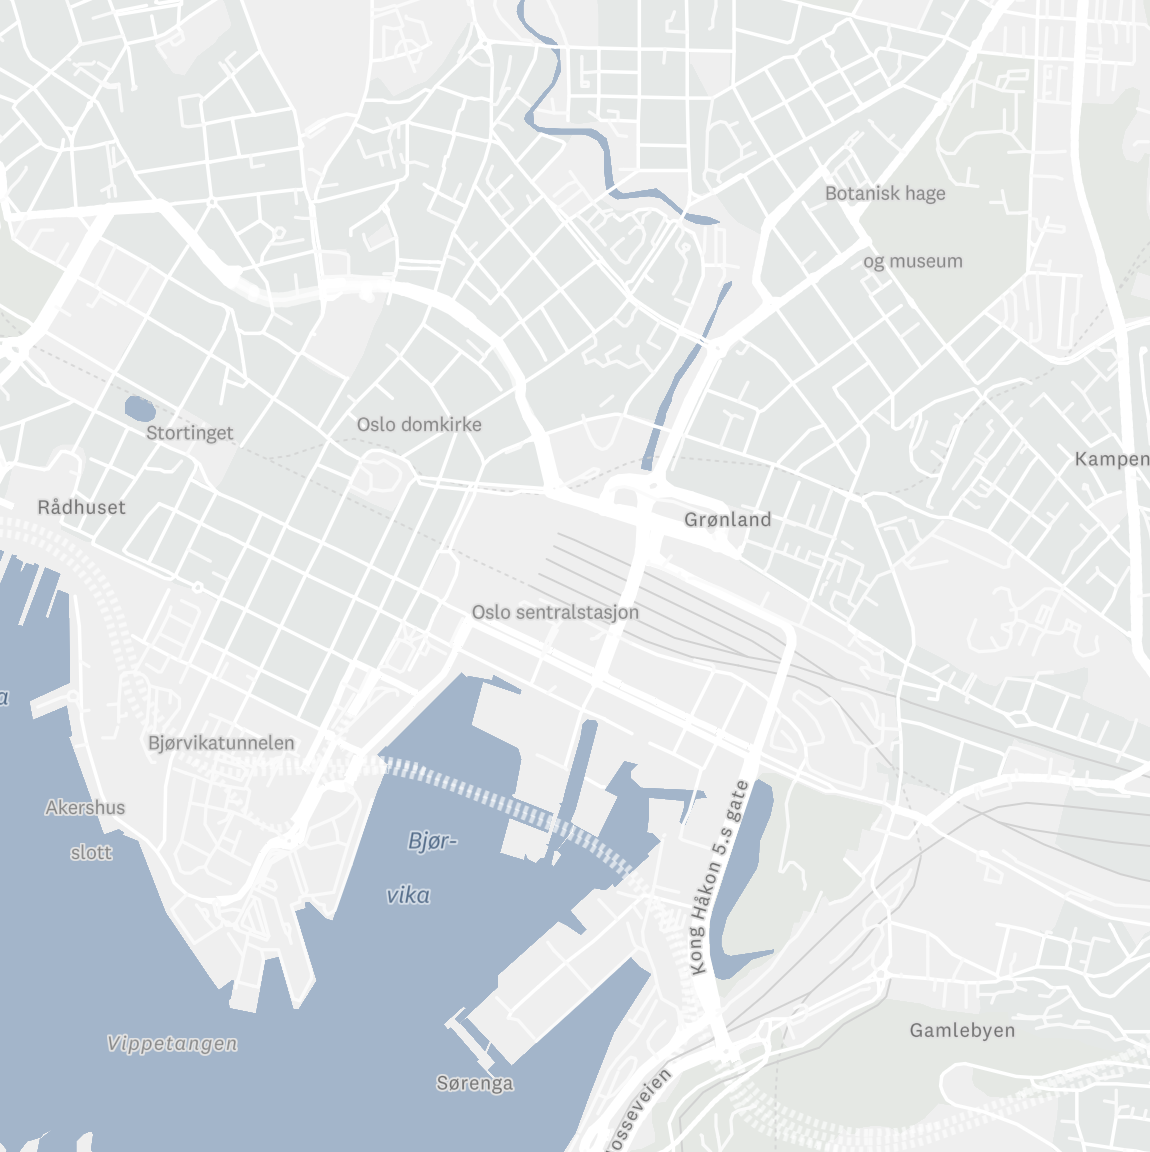 Botanisk hage
og museum
Oslo domkirke
Stortinget
Kampen
Rådhuset
Grønland
Oslo sentralstasjon
a
Bjørvikatunnelen
Akershus
slott
Bjør-
vika
Kong Håkon 5.s gate
Gamlebyen
Vippetangen
Sørenga
osseveien